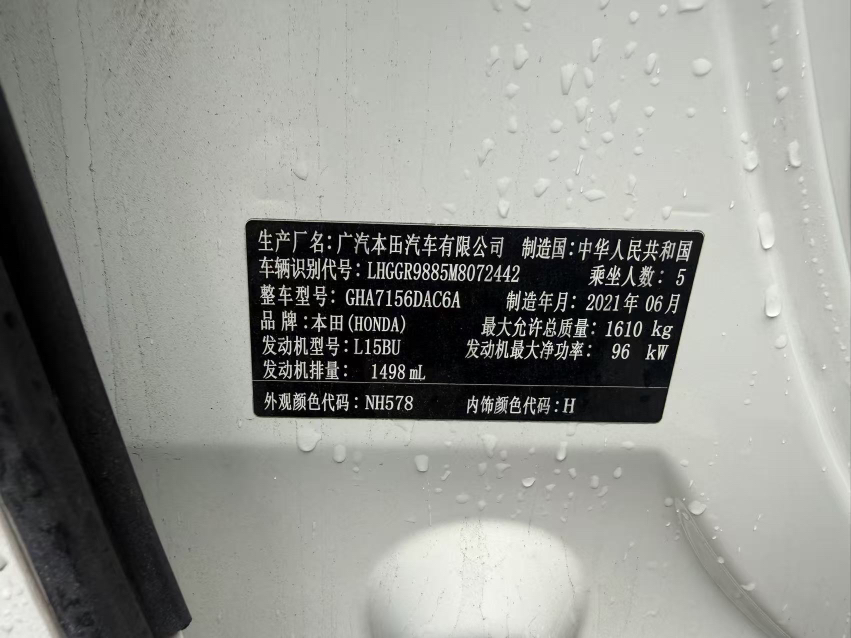 生产厂名:广汽本田汽车有限公司 制造国:中华人民共和国
车辆识别代号:LHGGR9885M8072442 乘坐人数:5
整车型号:GHA7156DAC6A 制造年月:2021年06月
品牌:本田(HONDA) 最大允许总质量:1610 kg
发动机型号:L15BU 发动机最大净功率: 96 kW
发动机排量: 1498 mL
外观颜色代码:NH578 内饰颜色代码:H